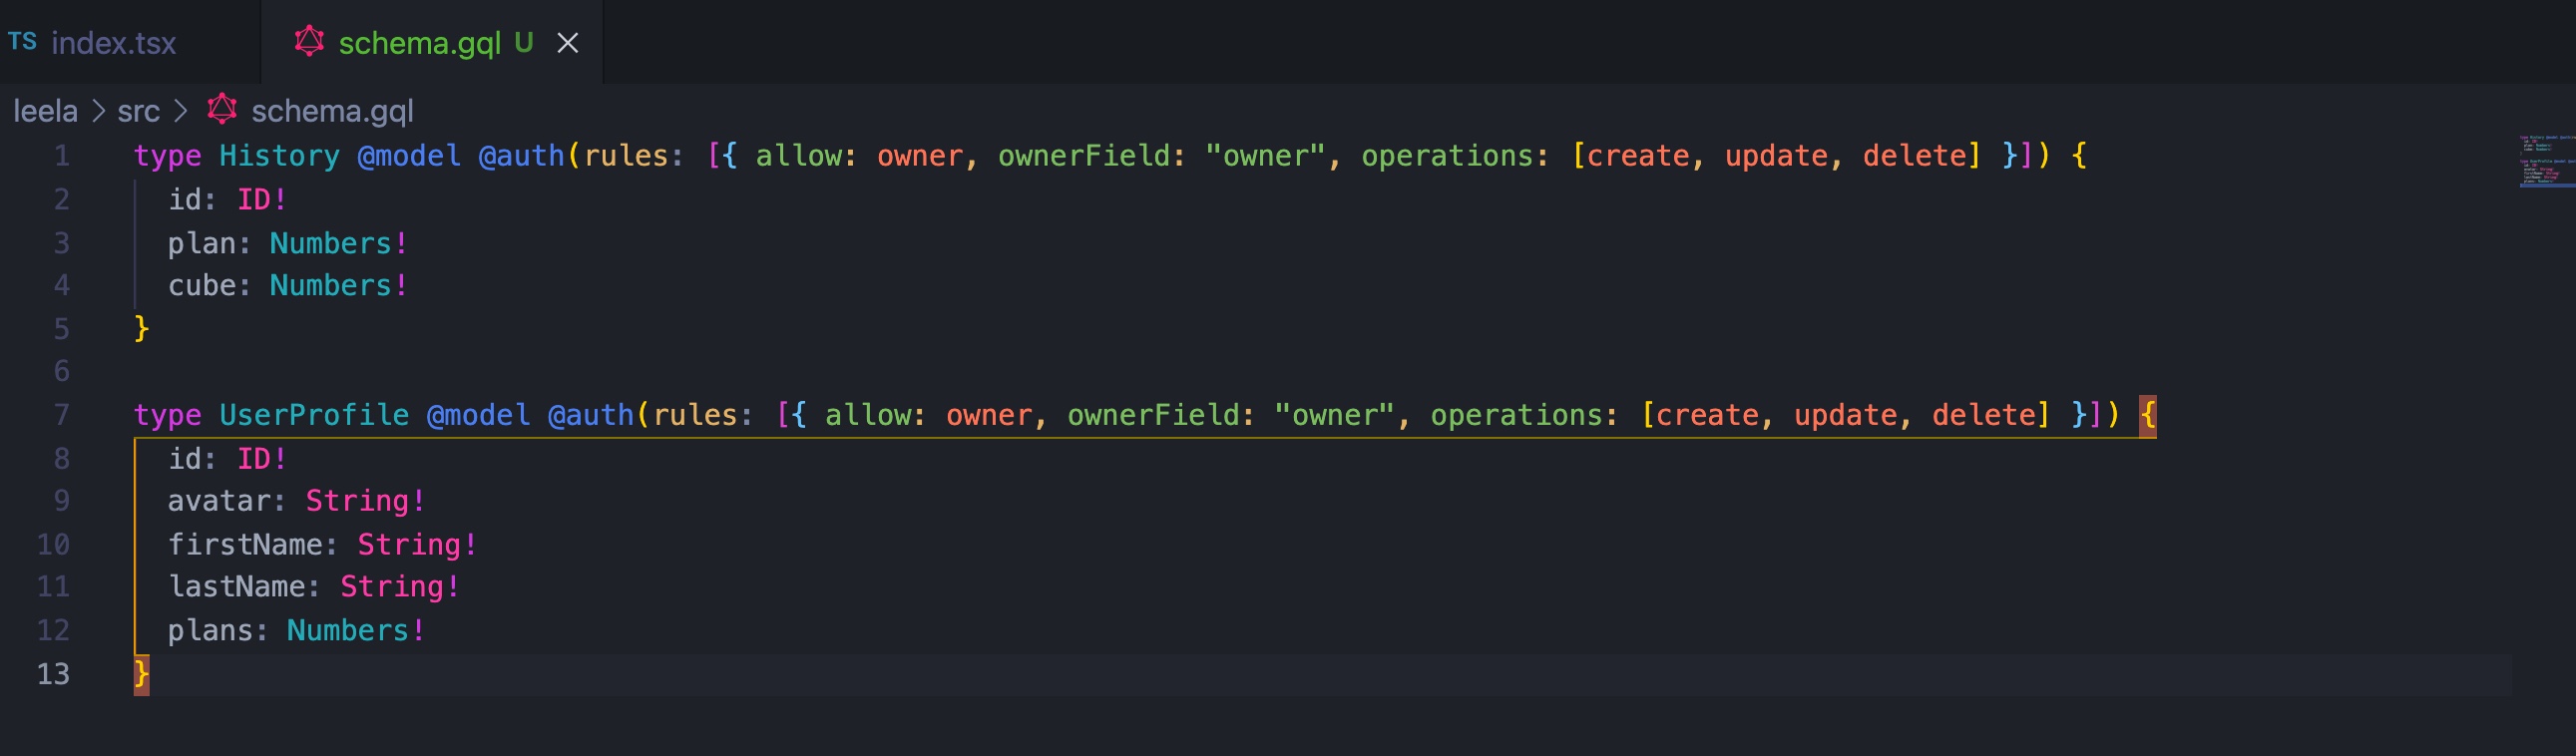 TS index.tsx schema.gql U
leela > src > schema.gql
1 type History @model @auth(rules: [{ allow: owner, ownerField: "owner", operations: [create, update, delete] }]) {
2 id: ID!
3 plan: Numbers!
4 cube: Numbers!
5 }
6
7 type UserProfile @model @auth(rules: [{ allow: owner, ownerField: "owner", operations: [create, update, delete] }]) {
8 id: ID!
9 avatar: String!
10 firstName: String!
11 lastName: String!
12 plans: Numbers!
13 }